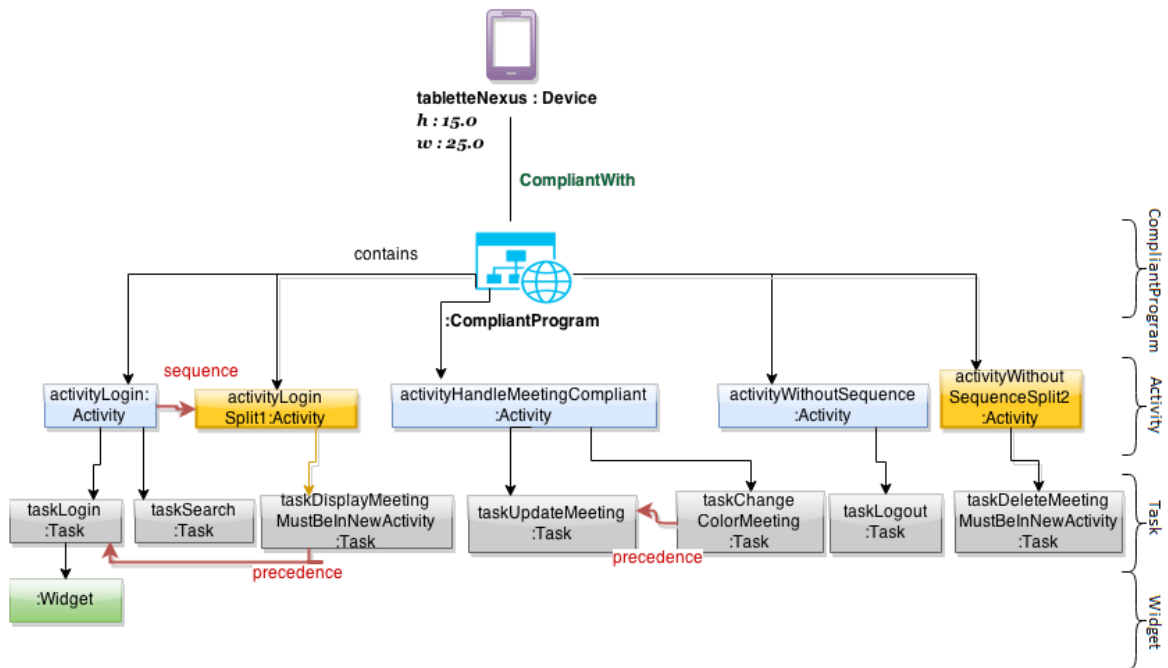 tabletteNexus : Device
h : 15.0
w : 25.0
CompliantWith
contains
:CompliantProgram
CompliantProgram
sequence
activityLogin:
Activity
activityLogin
Split1:Activity
activityHandleMeetingCompliant
:Activity
activityWithoutSequence
:Activity
activityWithout
SequenceSplit2
:Activity
Activity
taskLogin
:Task
taskSearch
:Task
taskDisplayMeeting
MustBeInNewActivity
:Task
taskUpdateMeeting
:Task
taskChange
ColorMeeting
:Task
taskLogout
:Task
taskDeleteMeeting
MustBeInNewActivity
:Task
Task
precedence
precedence
:Widget
Widget